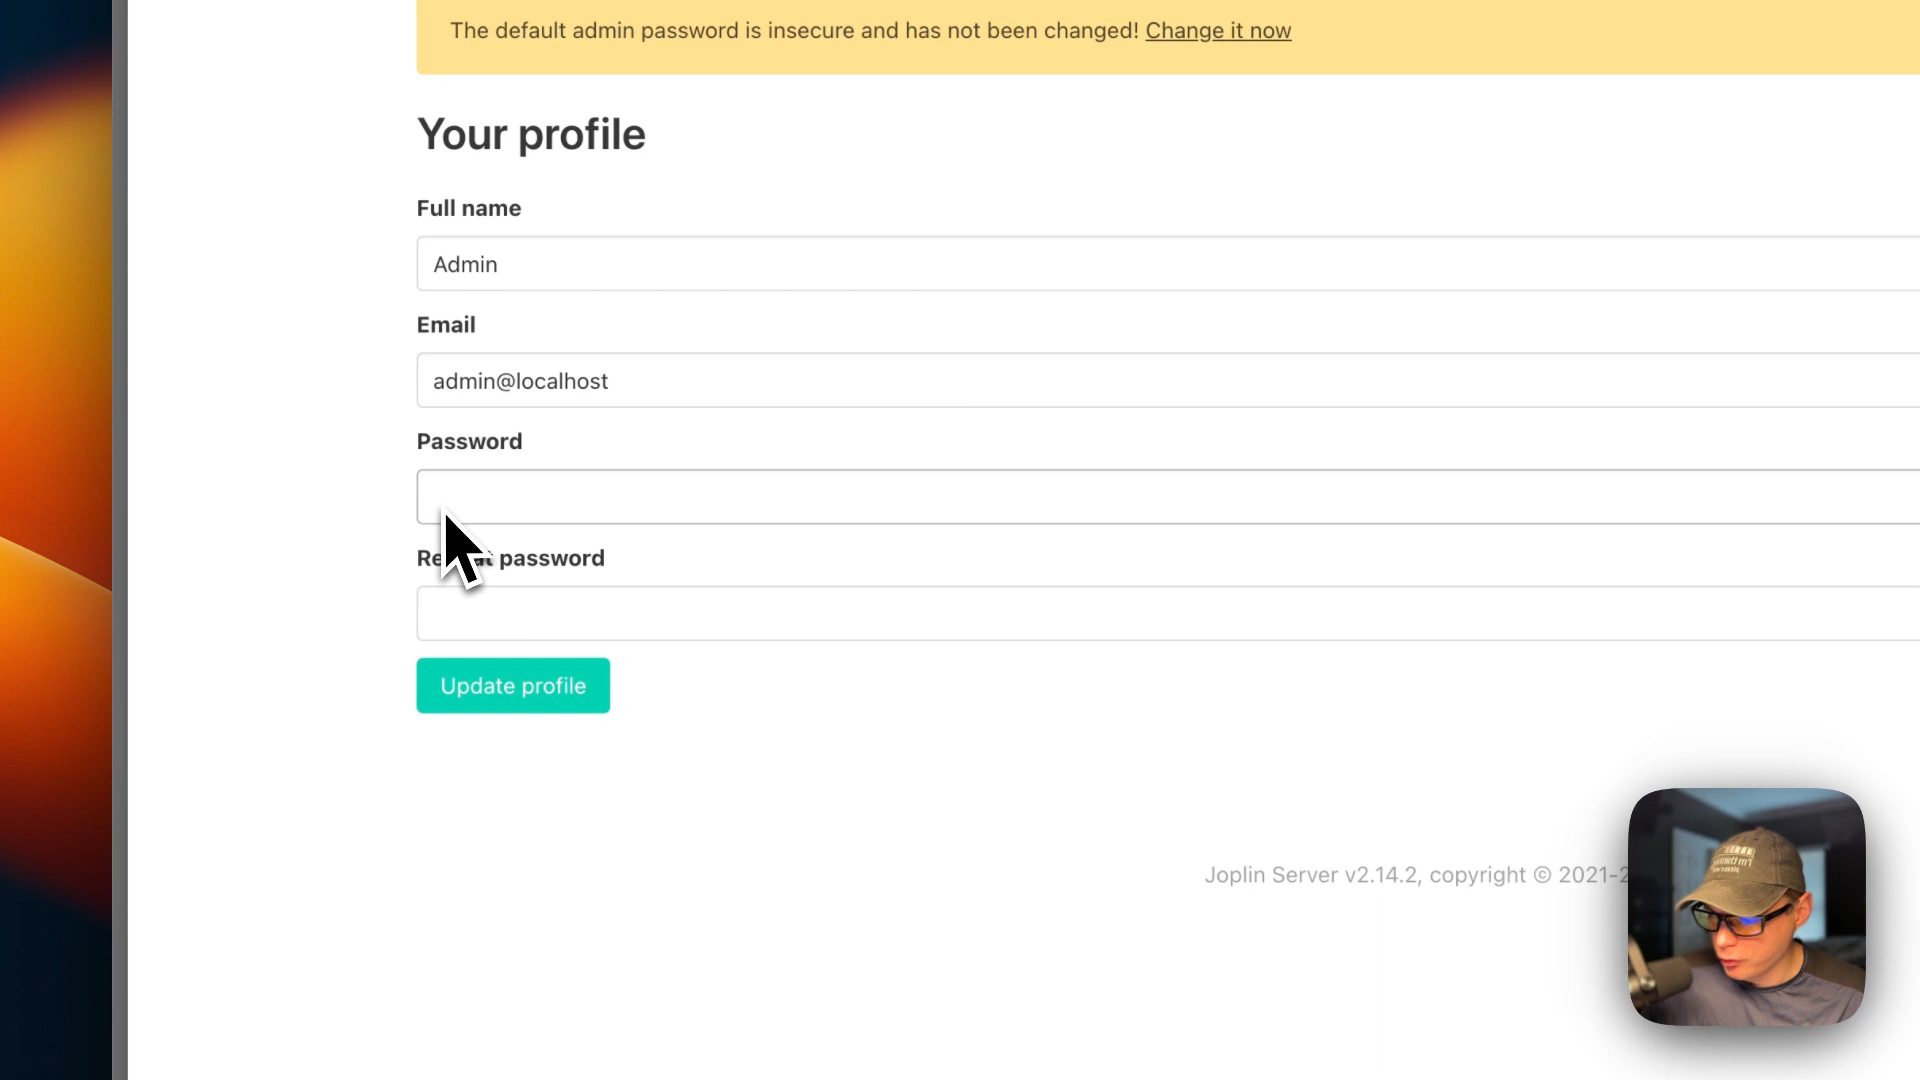 The default admin password is insecure and has not been changed! Change it now
Your profile
Full name
Admin
Email
admin@localhost
Password
password
Update profile
Joplin Server v2.14.2, copyright © 2021-2